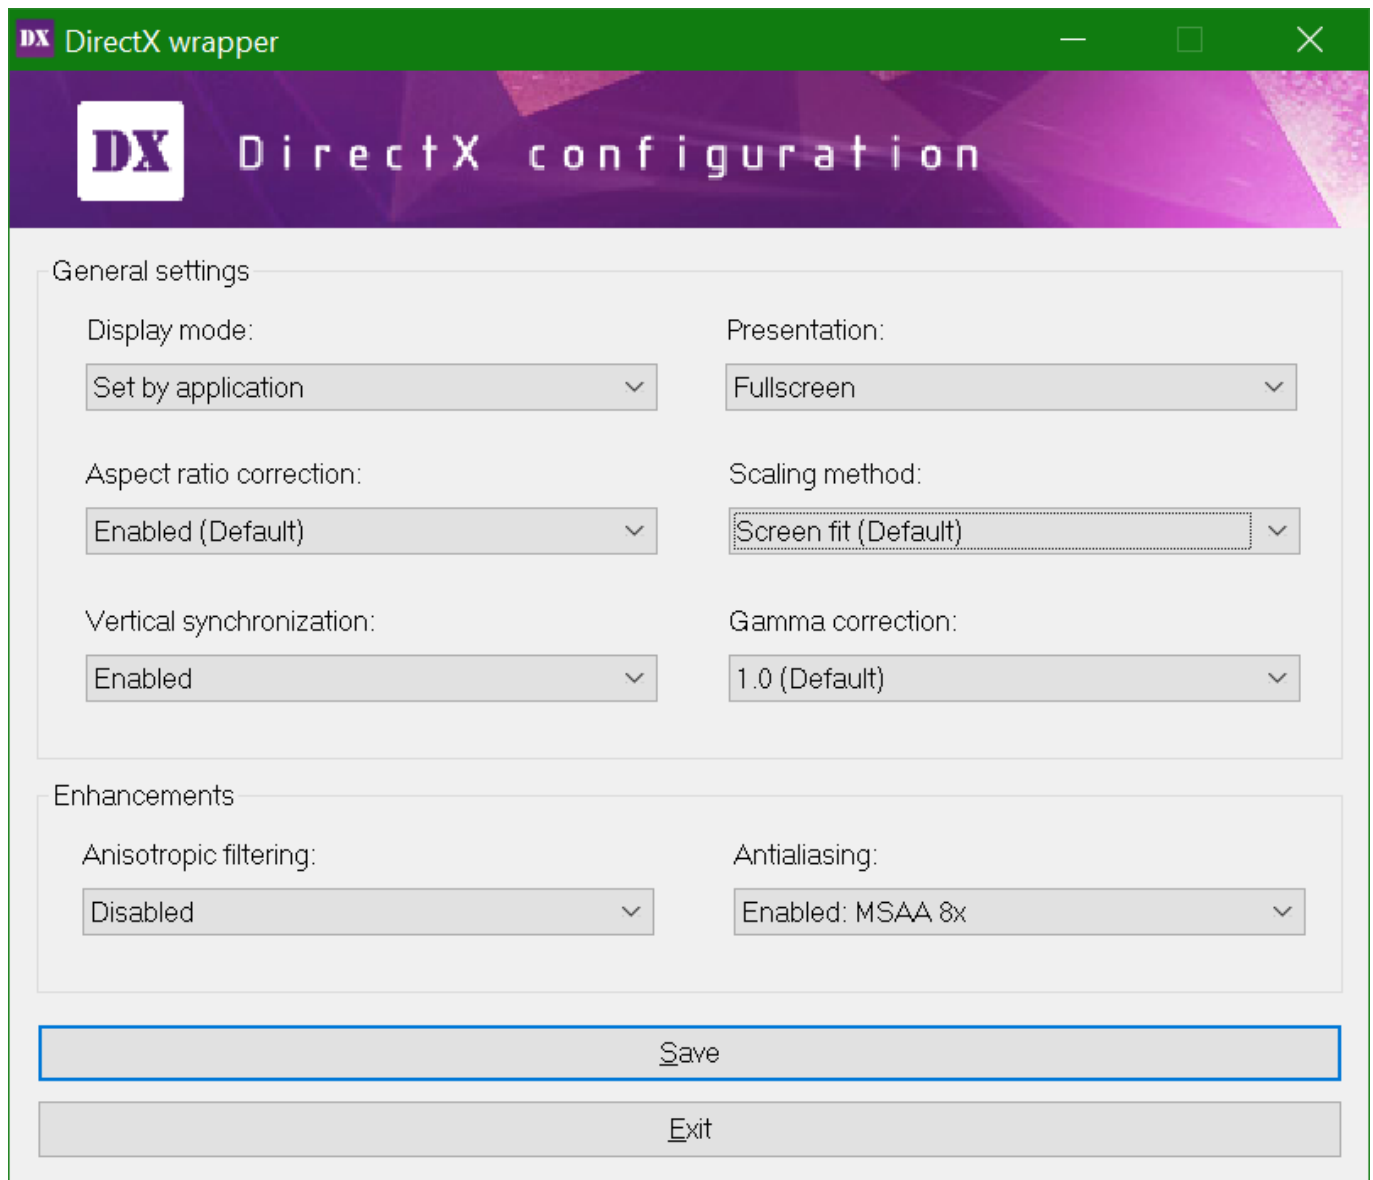 DX DirectX wrapper
DX DirectX configuration
General settings
Display mode: Presentation:
Set by application Fullscreen
Aspect ratio correction: Scaling method:
Enabled (Default) Screen fit (Default)
Vertical synchronization: Gamma correction:
Enabled 1.0 (Default)
Enhancements
Anisotropic filtering: Antialiasing:
Disabled Enabled: MSAA 8x
Save
Exit